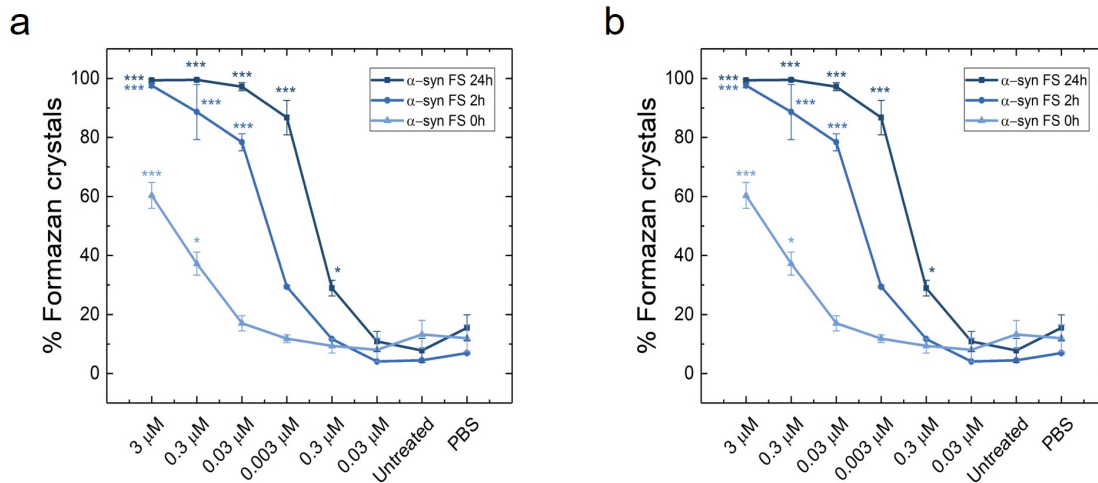 a
b
***
***
***
***
***
***
***
***
*
***
*
α–syn FS 24h
α–syn FS 2h
α–syn FS 0h
% Formazan crystals
100
80
60
40
20
0
3 µM
0.3 µM
0.03 µM
0.003 µM
0.3 µM
0.03 µM
Untreated
PBS
***
***
***
***
***
***
***
*
***
*
α–syn FS 24h
α–syn FS 2h
α–syn FS 0h
% Formazan crystals
100
80
60
40
20
0
3 µM
0.3 µM
0.03 µM
0.003 µM
0.3 µM
0.03 µM
Untreated
PBS